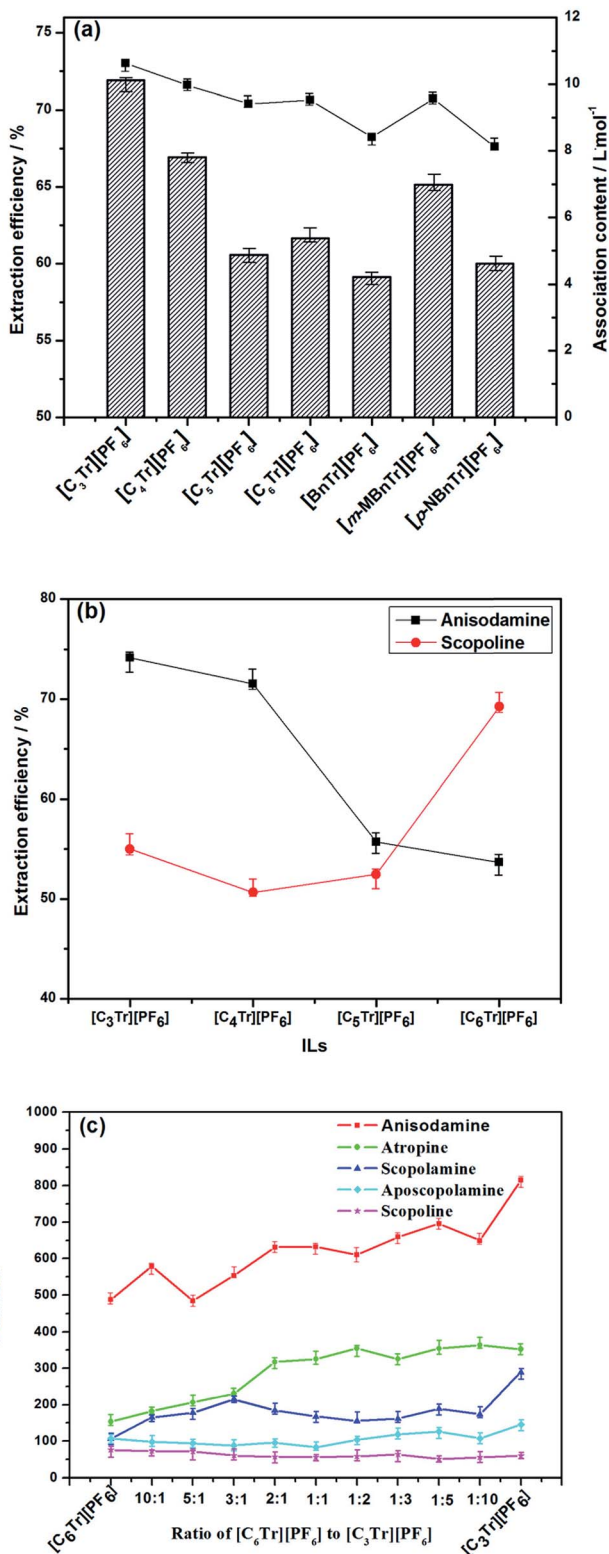 (a)
75
70
65
60
55
50
Extraction efficiency / %
12
10
8
6
4
2
0
Association content / L·mol-1
[C3Tr][PF6]
[C4Tr][PF6]
[C5Tr][PF6]
[C6Tr][PF6]
[BnTr][PF6]
[m-MBnTr][PF6]
[p-NBnTr][PF6]
(b)
Anisodamine
Scopoline
80
70
60
50
40
Extraction efficiency / %
[C3Tr][PF6]
[C4Tr][PF6]
[C5Tr][PF6]
[C6Tr][PF6]
ILs
(c)
Anisodamine
Atropine
Scopolamine
Aposcopolamine
Scopoline
1000
900
800
700
600
500
400
300
200
100
0
[C6Tr][PF6]
10:1
5:1
3:1
2:1
1:1
1:2
1:3
1:5
1:10
[C3Tr][PF6]
Ratio of [C6Tr][PF6] to [C3Tr][PF6]